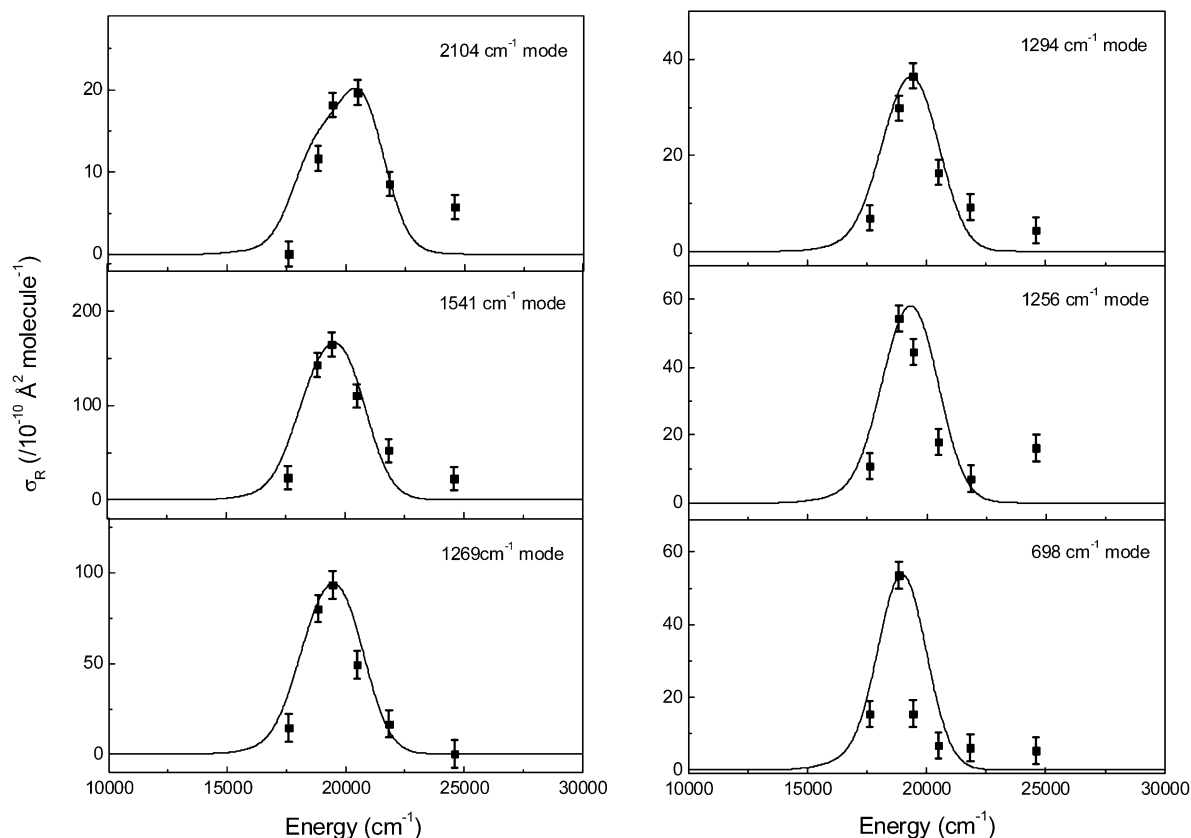 σR (/10-10 Å2 molecule-1)
2104 cm-1 mode
20
10
0
1541 cm-1 mode
200
100
0
1269cm-1 mode
100
50
0
10000 15000 20000 25000 30000
Energy (cm-1)
1294 cm-1 mode
40
20
0
1256 cm-1 mode
60
40
20
0
698 cm-1 mode
60
40
20
0
10000 15000 20000 25000 30000
Energy (cm-1)